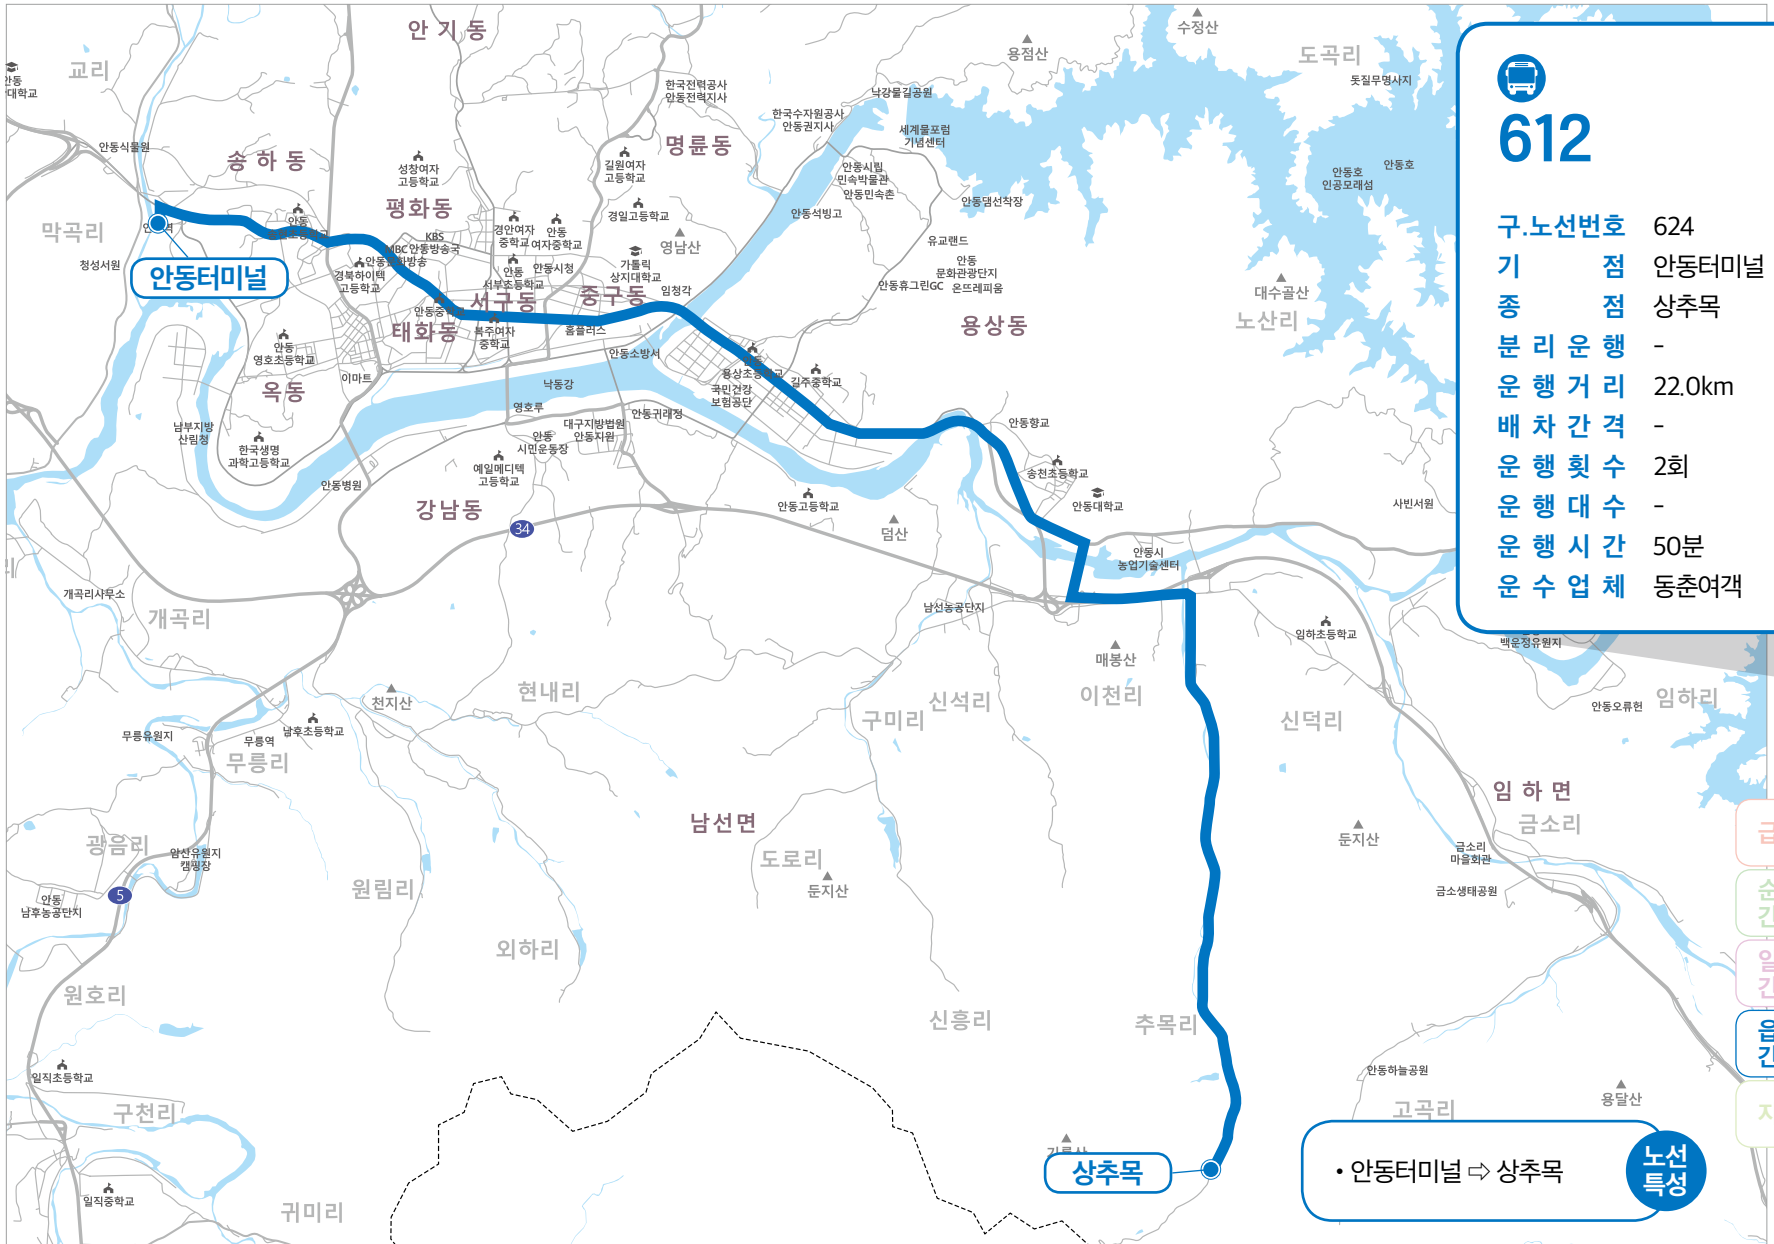 612
구.노선번호 624
기 점 안동터미널
종 점 상추목
분 리 운 행 -
운 행 거 리 22.0km
배 차 간 격 -
운 행 횟 수 2회
운 행 대 수 -
운 행 시 간 50분
운 수 업 체 동춘여객
안기동
수정산
용점산
도곡리
돗질무명사지
교리
안동
대학교
한국전력공사
안동전력지사
낙강물길공원
한국수자원공사
안동권지사
세계물포럼
기념센터
안동식물원
송하동
명륜동
성창여자
고등학교
길원여자
고등학교
안동시립
민속박물관
안동민속촌
안동호
안동호
인공모래섬
안동댐선착장
평화동
경일고등학교
안동석빙고
막곡리
안동
경안여자
중학교
안동
여자중학교
KBS
안동방송국
MBC
영남산
유교랜드
청성서원
안동터미널
경북하이텍
고등학교
안동
서부초등학교
안동시청
가톨릭
상지대학교
안동
문화관광단지
온뜨레피움
안동휴그린GC
대수골산
임청각
서구동
중구동
안동중학교
태화동
복주여자
중학교
홈플러스
용상동
노산리
안동
영호초등학교
안동소방서
안동
용상초등학교
길주중학교
이마트
옥동
낙동강
국민건강
보험공단
영호루
안동귀래정
대구지방법원
안동지원
안동
시민운동장
안동향교
남부지방
산림청
한국생명
과학고등학교
예일메디텍
고등학교
송천초등학교
안동병원
안동대학교
안동고등학교
사빈서원
강남동
34
덤산
안동시
농업기술센터
개곡리사무소
개곡리
남선농공단지
임하초등학교
백운정유원지
매봉산
현내리
천지산
신석리
이천리
구미리
신덕리
안동오류헌
임하리
무릉유원지
무릉역
남후초등학교
무릉리
임하면
남선면
금소리
광음리
암산유원지
캠핑장
도로리
둔지산
둔지산
금소리
마을회관
원림리
5
안동
남후농공단지
금소생태공원
외하리
원호리
신흥리
추목리
일직초등학교
안동하늘공원
고곡리
용달산
구천리
상추목
• 안동터미널 ⇨ 상추목
노선
특성
일직중학교
귀미리